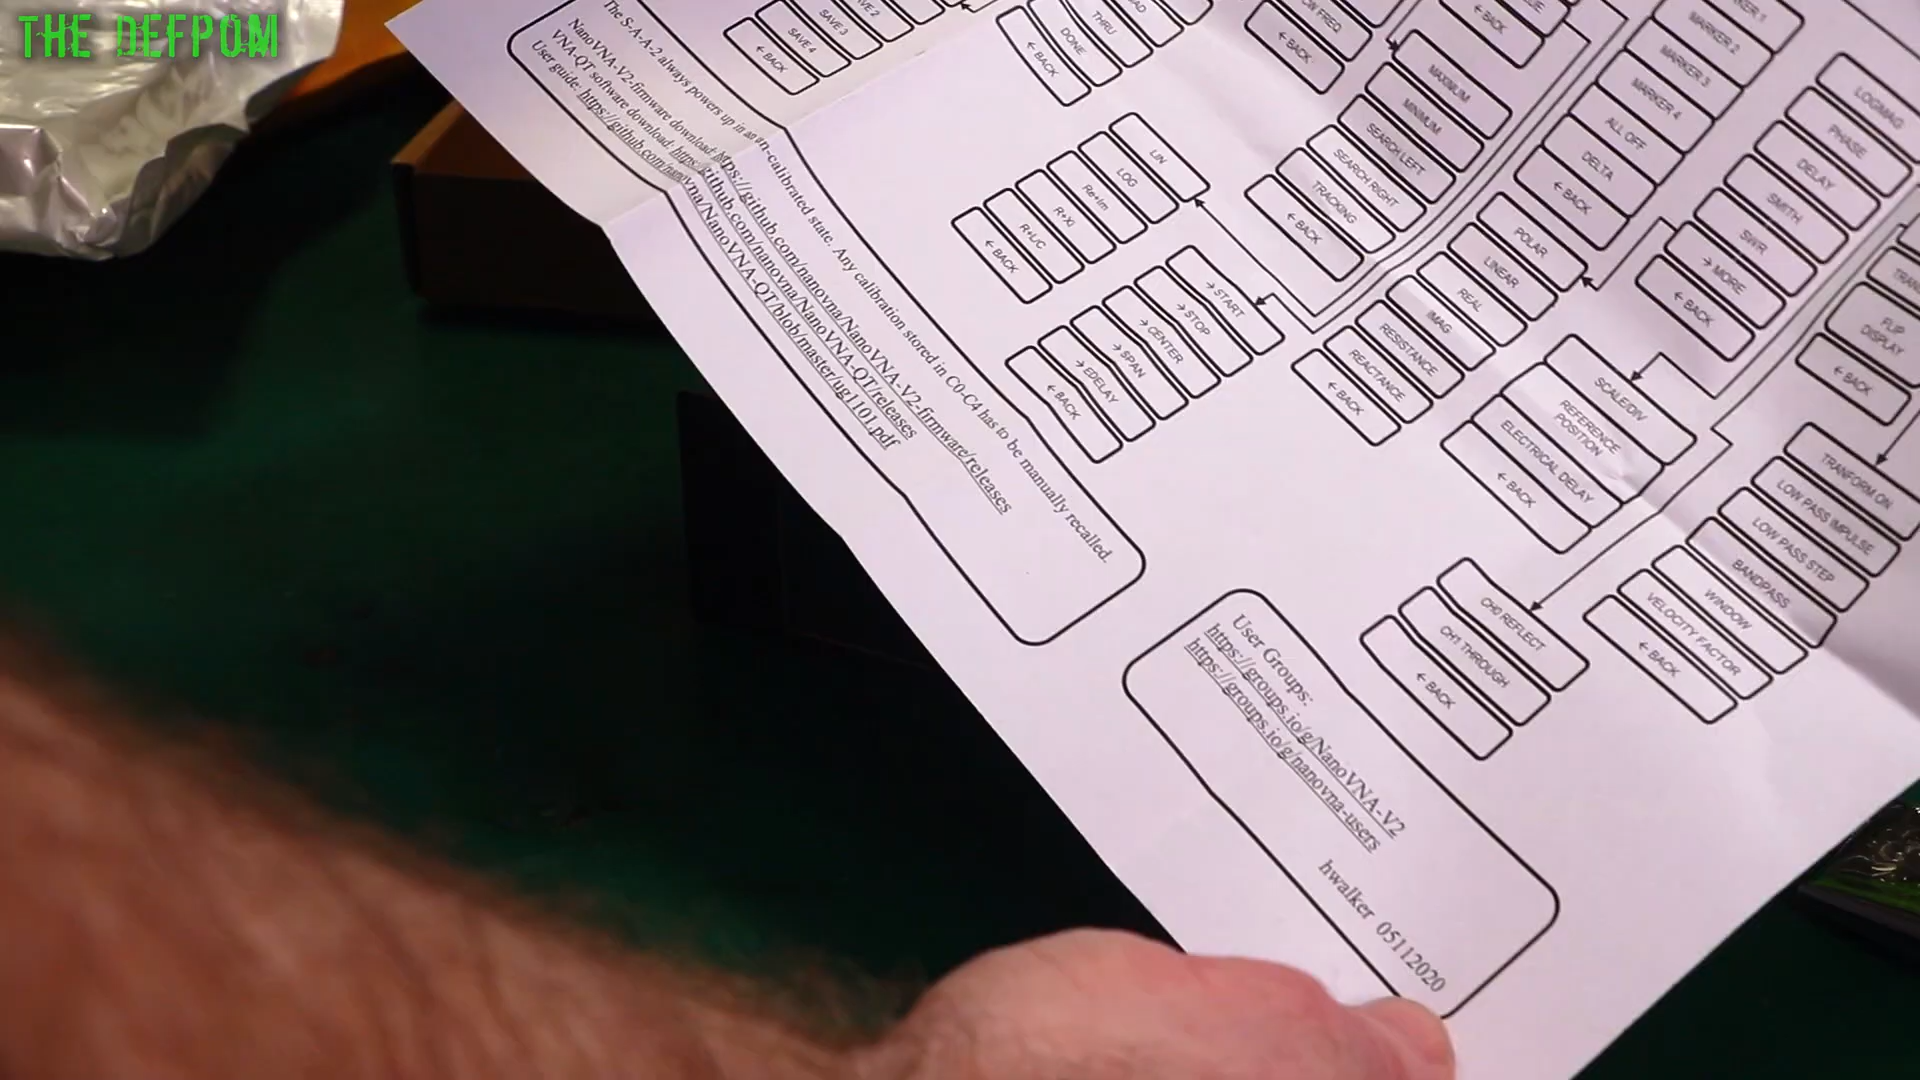 THE DEFPOM
SAVE 2
SAVE 3
SAVE 4
← BACK
THRU
DONE
← BACK
← BACK
← BACK
MAXIMUM
MINIMUM
SEARCH LEFT
SEARCH RIGHT
TRACKING
← BACK
MARKER 2
MARKER 3
MARKER 4
ALL OFF
DELTA
← BACK
LOGMAG
PHASE
DELAY
SMITH
SWR
→ MORE
← BACK
LIN
LOG
Re+Im
R+Xi
R+L/C
← BACK
→ START
→ STOP
→ CENTER
→ SPAN
→ EDELAY
← BACK
POLAR
LINEAR
REAL
IMAG
RESISTANCE
REACTANCE
← BACK
SCALE/DIV
REFERENCE
POSITION
ELECTRICAL DELAY
← BACK
FLIP
DISPLAY
← BACK
TRANFORM ON
LOW PASS IMPULSE
LOW PASS STEP
BANDPASS
WINDOW
VELOCITY FACTOR
← BACK
CH0 REFLECT
CH1 THROUGH
← BACK
The S-A-A-2 always powers up in an un-calibrated state. Any calibration stored in C0-C4 has to be manually recalled.
NanoVNA-V2-firmware download: https://github.com/nanovna/NanoVNA-V2-firmware/releases
VNA-QT software download: https://github.com/nanovna/NanoVNA-QT/releases
User guide: https://github.com/nanovna/NanoVNA-QT/blob/master/ug1101.pdf
User Groups:
https://groups.io/g/NanoVNA-V2
https://groups.io/g/nanovna-users
hwalker 05112020